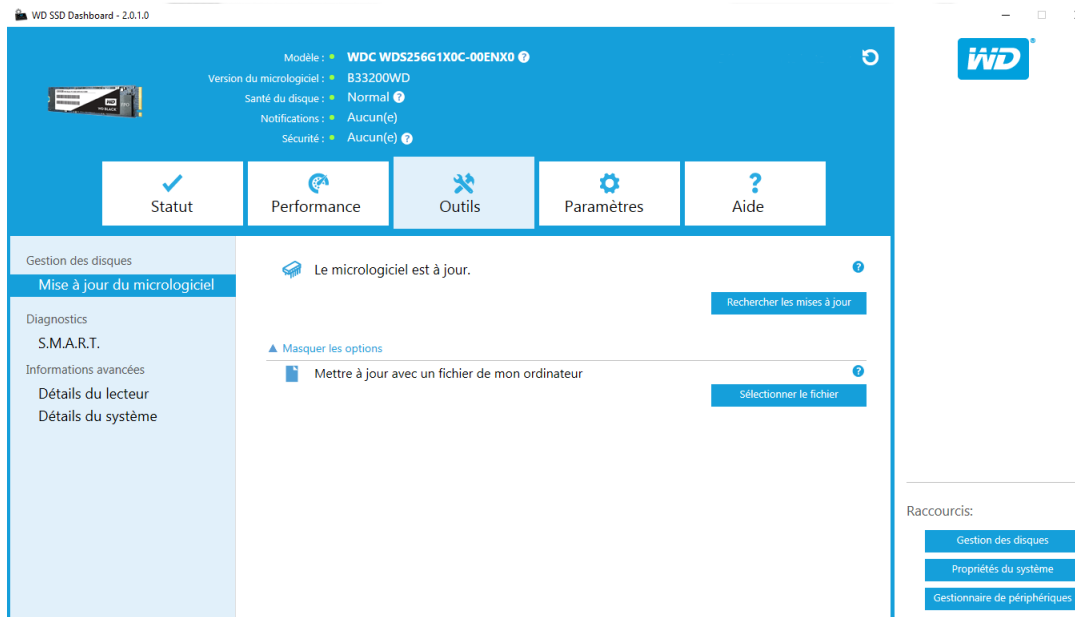 WD SSD Dashboard - 2.0.1.0
Modèle : WDC WDS256G1X0C-00ENX0 ?
Version du micrologiciel : B33200WD
Santé du disque : Normal ?
Notifications : Aucun(e)
Sécurité : Aucun(e) ?
WD®
Statut
Performance
Outils
Paramètres
? Aide
Gestion des disques
Mise à jour du micrologiciel
Diagnostics
S.M.A.R.T.
Informations avancées
Détails du lecteur
Détails du système
Le micrologiciel est à jour. ?
Rechercher les mises à jour
Masquer les options
Mettre à jour avec un fichier de mon ordinateur ?
Sélectionner le fichier
Raccourcis:
Gestion des disques
Propriétés du système
Gestionnaire de périphériques